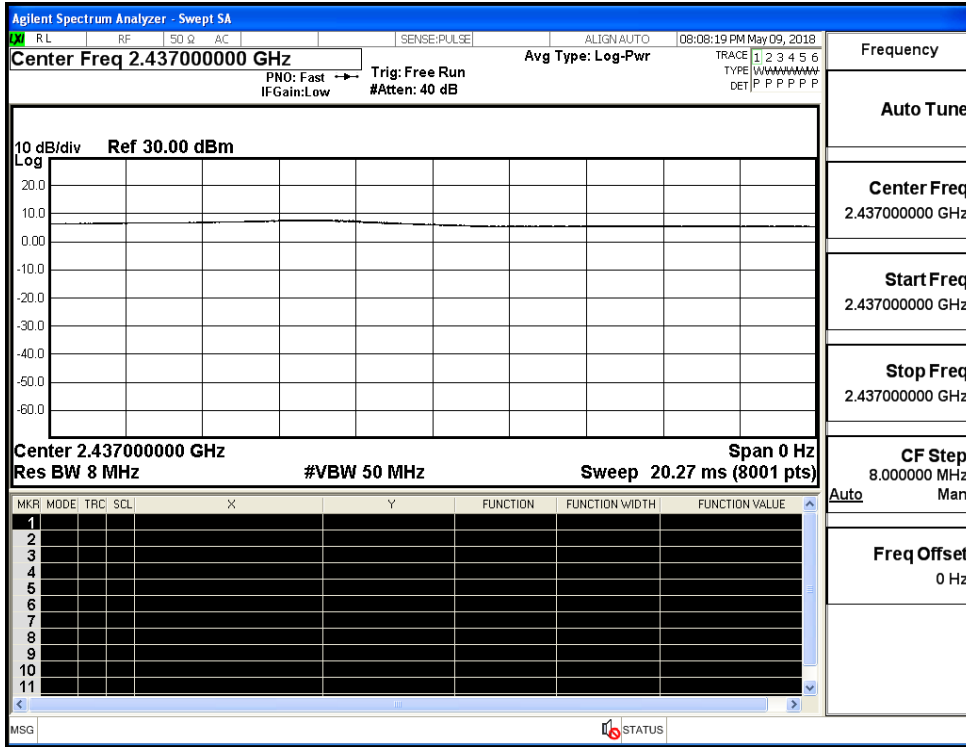 Agilent Spectrum Analyzer - Swept SA
LXI RL RF 50 Ω AC SENSE:PULSE ALIGN AUTO 08:08:19 PM May 09, 2018
Center Freq 2.437000000 GHz
PNO: Fast
IFGain:Low
Trig: Free Run
#Atten: 40 dB
Avg Type: Log-Pwr
TRACE 1 2 3 4 5 6
TYPE WWWWWWW
DET P P P P P P
10 dB/div Ref 30.00 dBm
Log
20.0
10.0
0.00
-10.0
-20.0
-30.0
-40.0
-50.0
-60.0
Center 2.437000000 GHz Span 0 Hz
Res BW 8 MHz #VBW 50 MHz Sweep 20.27 ms (8001 pts)
MKR MODE TRC SCL X Y FUNCTION FUNCTION WIDTH FUNCTION VALUE
1
2
3
4
5
6
7
8
9
10
11
MSG STATUS
Frequency
Auto Tune
Center Freq
2.437000000 GHz
Start Freq
2.437000000 GHz
Stop Freq
2.437000000 GHz
CF Step
8.000000 MHz
Auto Man
Freq Offset
0 Hz